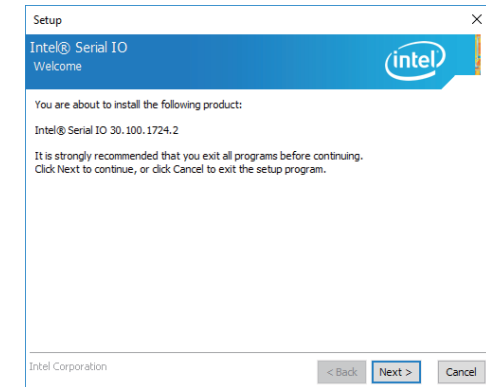 Setup
Intel® Serial IO
Welcome
intel
You are about to install the following product:
Intel® Serial IO 30.100.1724.2
It is strongly recommended that you exit all programs before continuing.
Click Next to continue, or click Cancel to exit the setup program.
Intel Corporation
< Back Next > Cancel